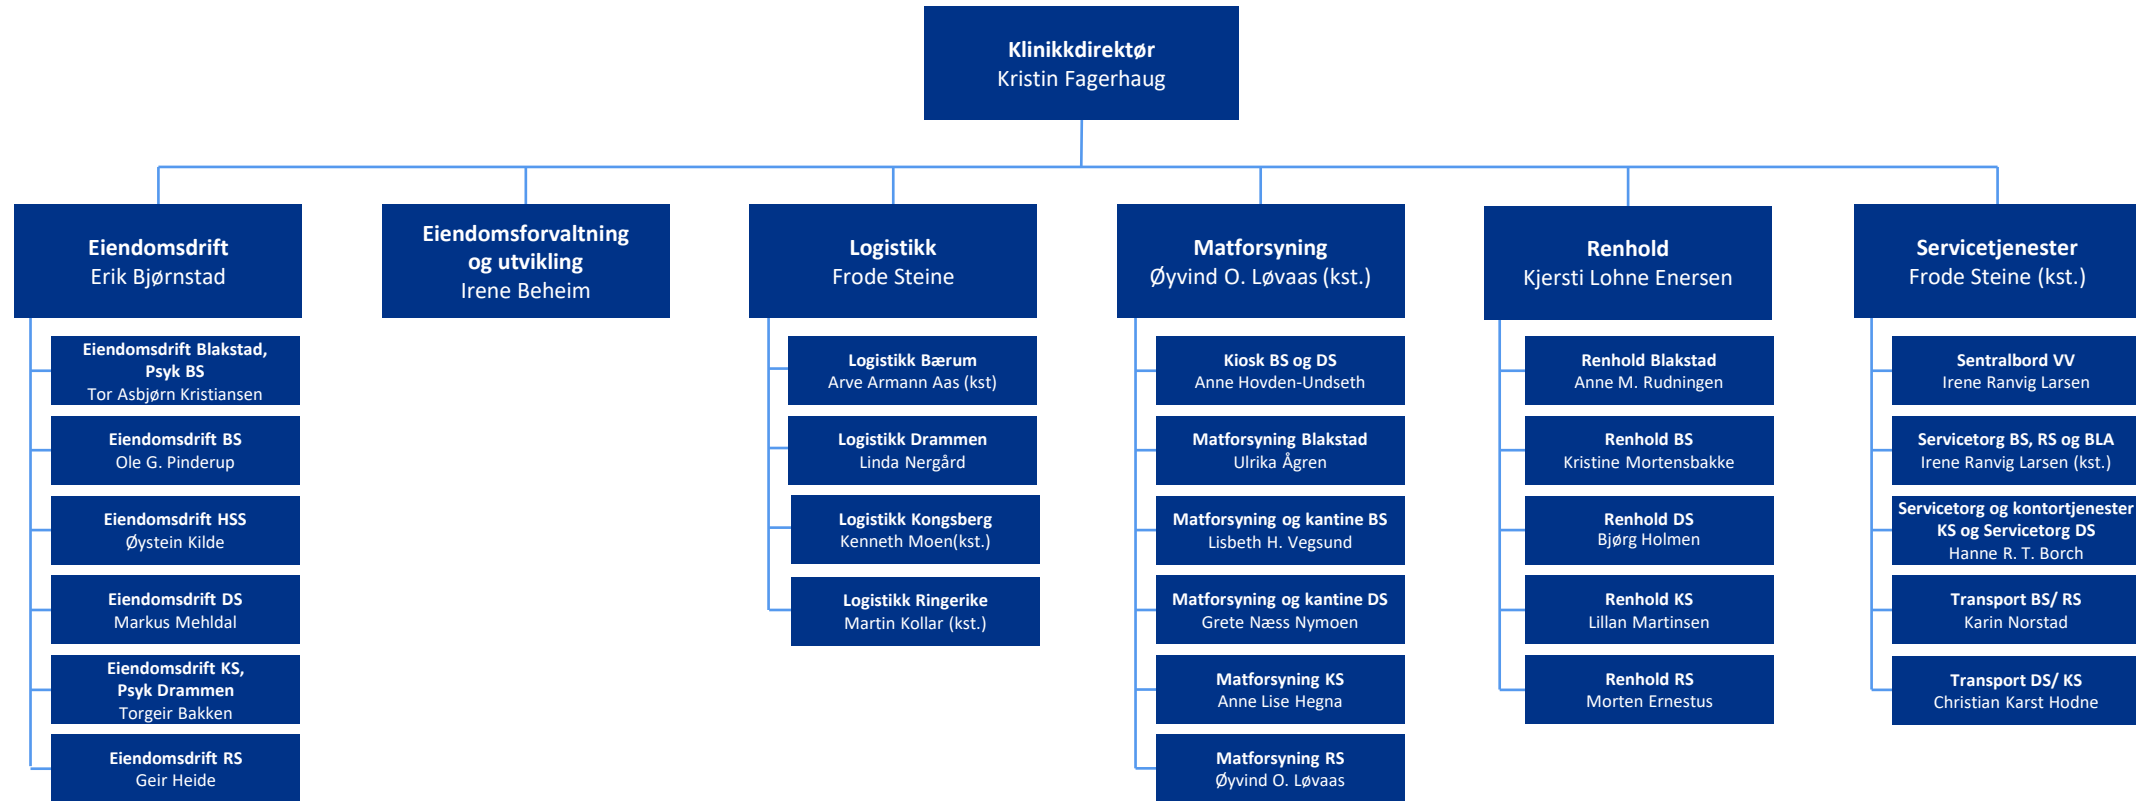 Klinikkdirektør
Kristin Fagerhaug
Eiendomsdrift
Erik Bjørnstad
Eiendomsforvaltning
og utvikling
Irene Beheim
Logistikk
Frode Steine
Matforsyning
Øyvind O. Løvaas (kst.)
Renhold
Kjersti Lohne Enersen
Servicetjenester
Frode Steine (kst.)
Eiendomsdrift Blakstad,
Psyk BS
Tor Asbjørn Kristiansen
Eiendomsdrift BS
Ole G. Pinderup
Eiendomsdrift HSS
Øystein Kilde
Eiendomsdrift DS
Markus Mehldal
Eiendomsdrift KS,
Psyk Drammen
Torgeir Bakken
Eiendomsdrift RS
Geir Heide
Logistikk Bærum
Arve Armann Aas (kst)
Logistikk Drammen
Linda Nergård
Logistikk Kongsberg
Kenneth Moen(kst.)
Logistikk Ringerike
Martin Kollar (kst.)
Kiosk BS og DS
Anne Hovden-Undseth
Matforsyning Blakstad
Ulrika Ågren
Matforsyning og kantine BS
Lisbeth H. Vegsund
Matforsyning og kantine DS
Grete Næss Nymoen
Matforsyning KS
Anne Lise Hegna
Matforsyning RS
Øyvind O. Løvaas
Renhold Blakstad
Anne M. Rudningen
Renhold BS
Kristine Mortensbakke
Renhold DS
Bjørg Holmen
Renhold KS
Lillan Martinsen
Renhold RS
Morten Ernestus
Sentralbord VV
Irene Ranvig Larsen
Servicetorg BS, RS og BLA
Irene Ranvig Larsen (kst.)
Servicetorg og kontortjenester
KS og Servicetorg DS
Hanne R. T. Borch
Transport BS/ RS
Karin Norstad
Transport DS/ KS
Christian Karst Hodne